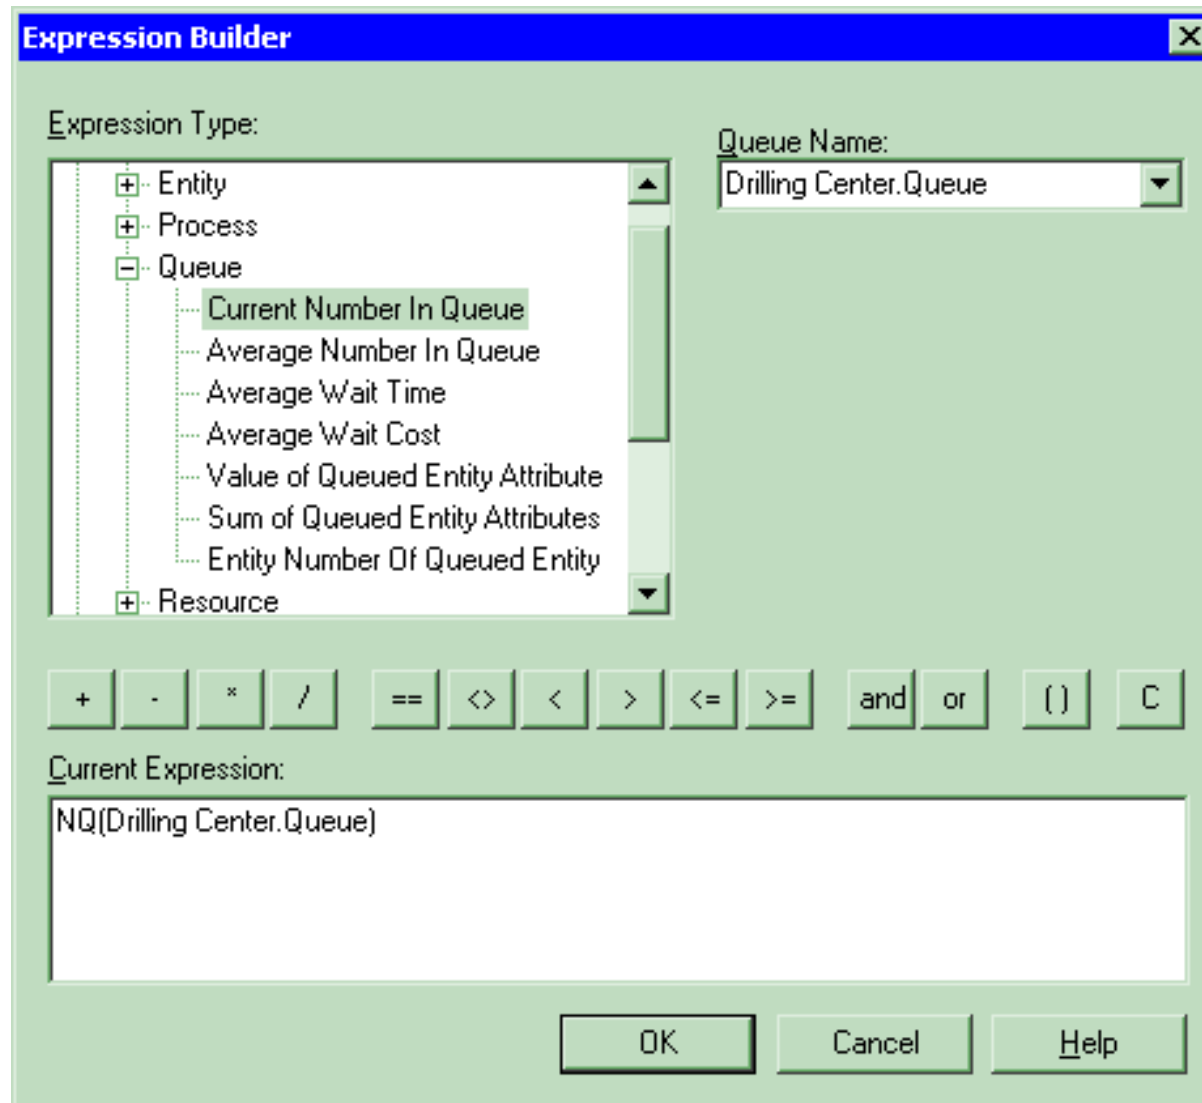 Expression Builder
Expression Type:
Queue Name:
Entity
Drilling Center.Queue
Process
Queue
Current Number In Queue
Average Number In Queue
Average Wait Time
Average Wait Cost
Value of Queued Entity Attribute
Sum of Queued Entity Attributes
Entity Number Of Queued Entity
Resource
+ - * / == <> < > <= >= and or ( ) C
Current Expression:
NQ(Drilling Center.Queue)
OK Cancel Help